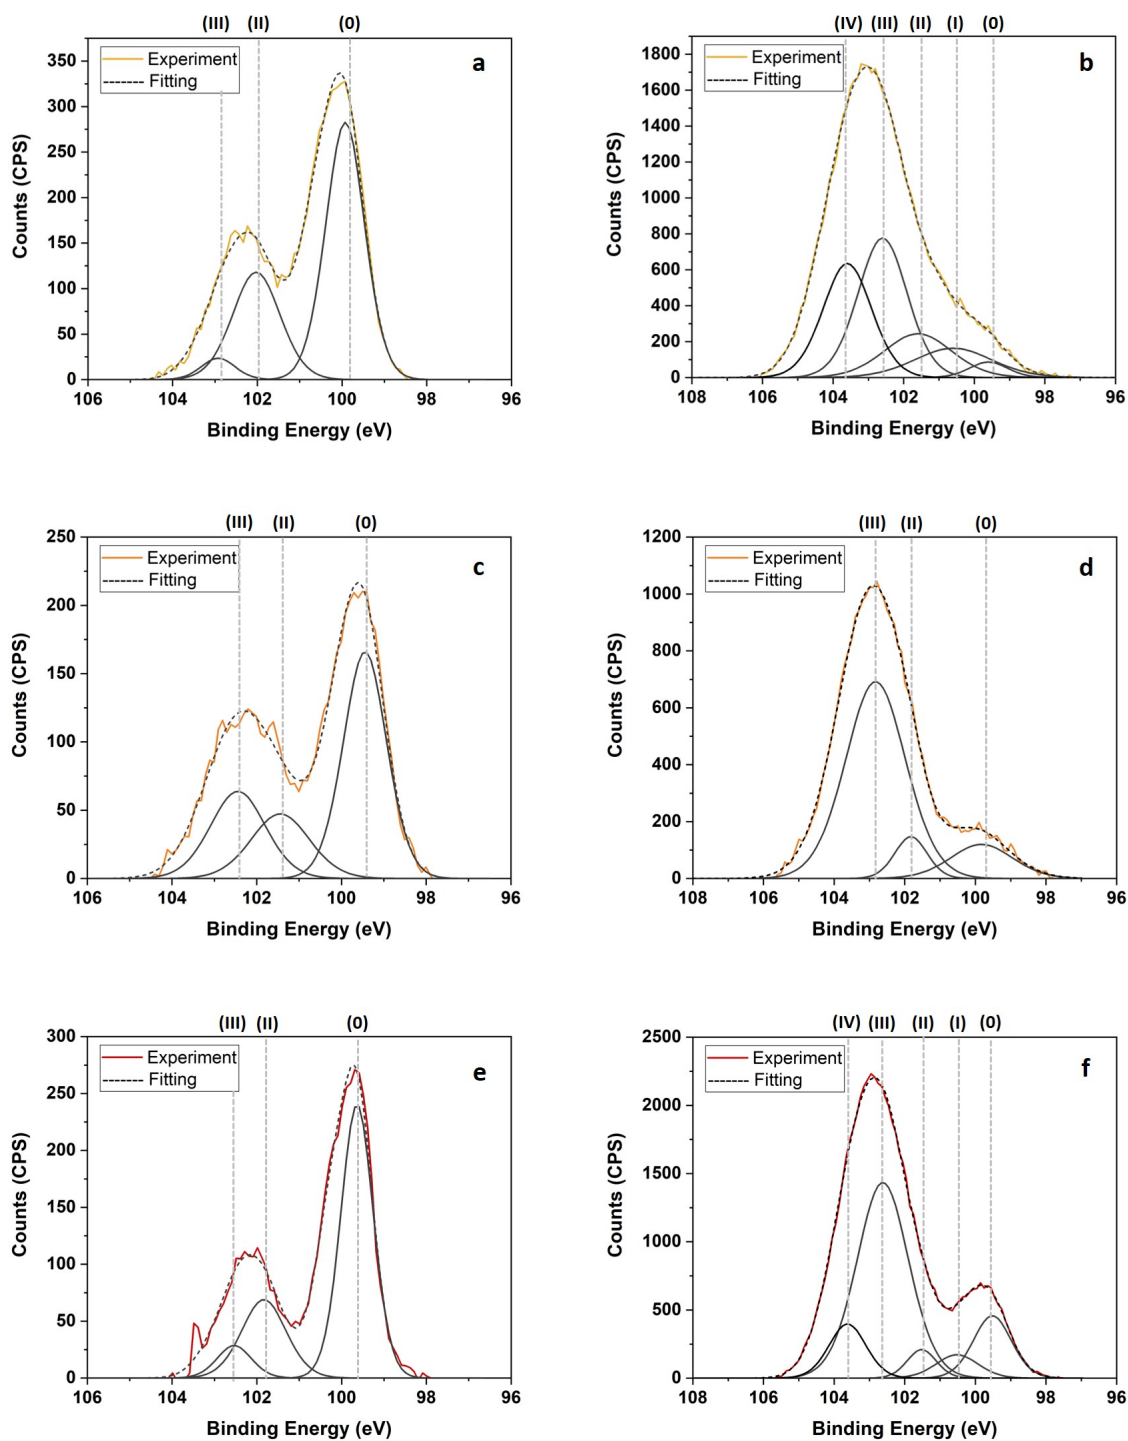 (III) (II) (0)
Experiment
Fitting
a
350
300
250
200
150
100
50
0
106 104 102 100 98 96
Counts (CPS)
Binding Energy (eV)
(IV) (III) (II) (I) (0)
Experiment
Fitting
b
1800
1600
1400
1200
1000
800
600
400
200
0
108 106 104 102 100 98 96
Counts (CPS)
Binding Energy (eV)
(III) (II) (0)
Experiment
Fitting
c
250
200
150
100
50
0
106 104 102 100 98 96
Counts (CPS)
Binding Energy (eV)
(III) (II) (0)
Experiment
Fitting
d
1200
1000
800
600
400
200
0
108 106 104 102 100 98 96
Counts (CPS)
Binding Energy (eV)
(III) (II) (0)
Experiment
Fitting
e
300
250
200
150
100
50
0
106 104 102 100 98 96
Counts (CPS)
Binding Energy (eV)
(IV) (III) (II) (I) (0)
Experiment
Fitting
f
2500
2000
1500
1000
500
0
108 106 104 102 100 98 96
Counts (CPS)
Binding Energy (eV)